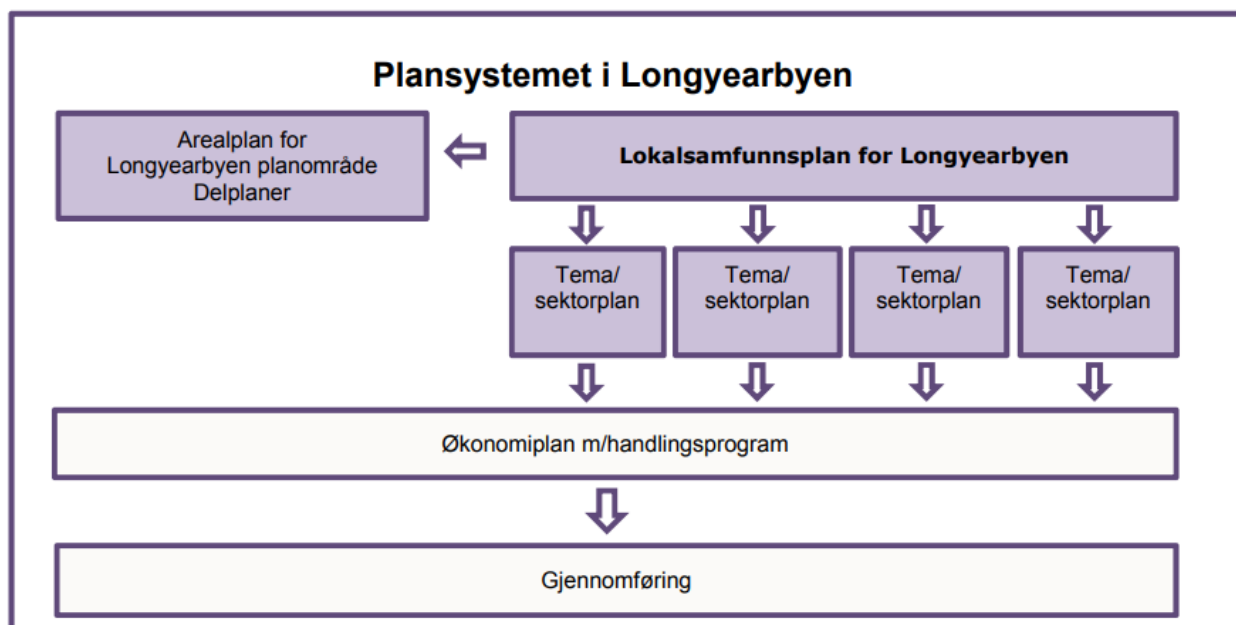 Plansystemet i Longyearbyen
Arealplan for
Longyearbyen planområde
Delplaner
Lokalsamfunnsplan for Longyearbyen
Tema/
sektorplan
Tema/
sektorplan
Tema/
sektorplan
Tema/
sektorplan
Økonomiplan m/handlingsprogram
Gjennomføring